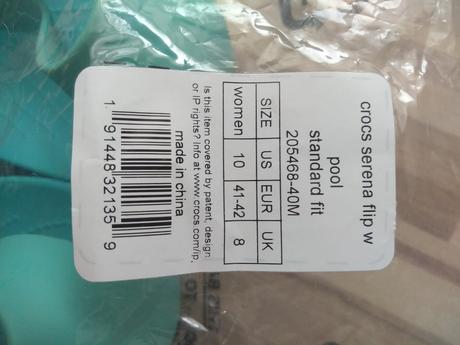 crocs serena flip w
pool
standard fit
205466-40M
SIZE US EUR UK
women 10 41-42 8
Is this item covered by patent, design
or IP rights? Info at www.crocs.com/ip.
made in china
1 91448 32135 9